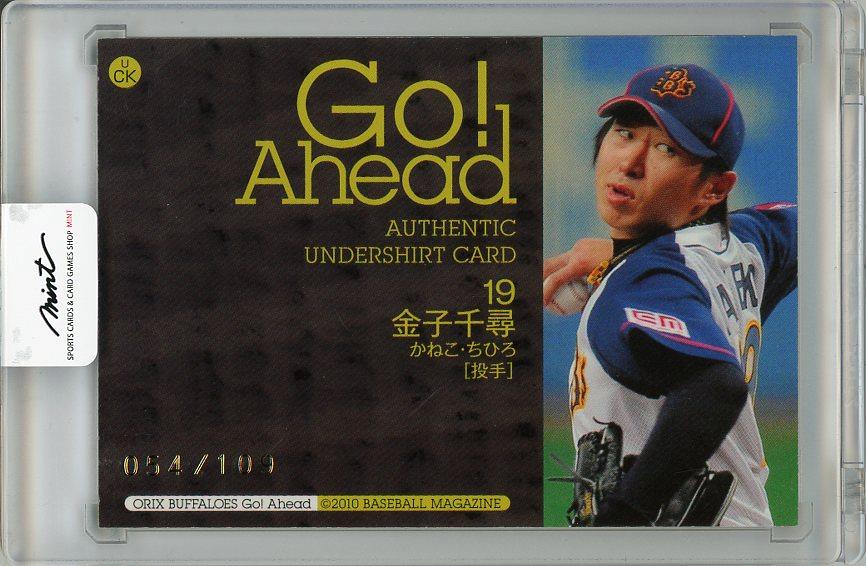 U
CK
Go!
Ahead
AUTHENTIC
UNDERSHIRT CARD
19
金子千尋
かねこ・ちひろ
[投手]
054/109
ORIX BUFFALOES Go! Ahead ©2010 BASEBALL MAGAZINE
mint
SPORTS CARDS & CARD GAMES SHOP MINT